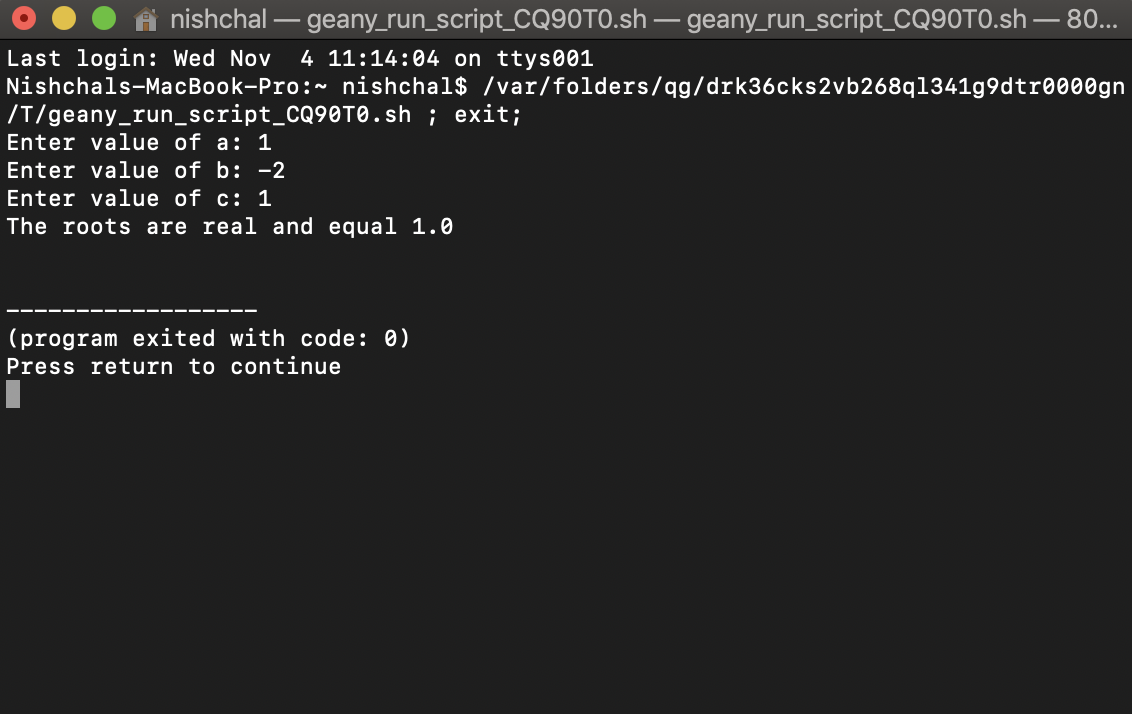 nishchal — geany_run_script_CQ90T0.sh — geany_run_script_CQ90T0.sh — 80...
Last login: Wed Nov  4 11:14:04 on ttys001
Nishchals-MacBook-Pro:~ nishchal$ /var/folders/qg/drk36cks2vb268ql341g9dtr0000gn
/T/geany_run_script_CQ90T0.sh ; exit;
Enter value of a: 1
Enter value of b: -2
Enter value of c: 1
The roots are real and equal 1.0
------------------
(program exited with code: 0)
Press return to continue